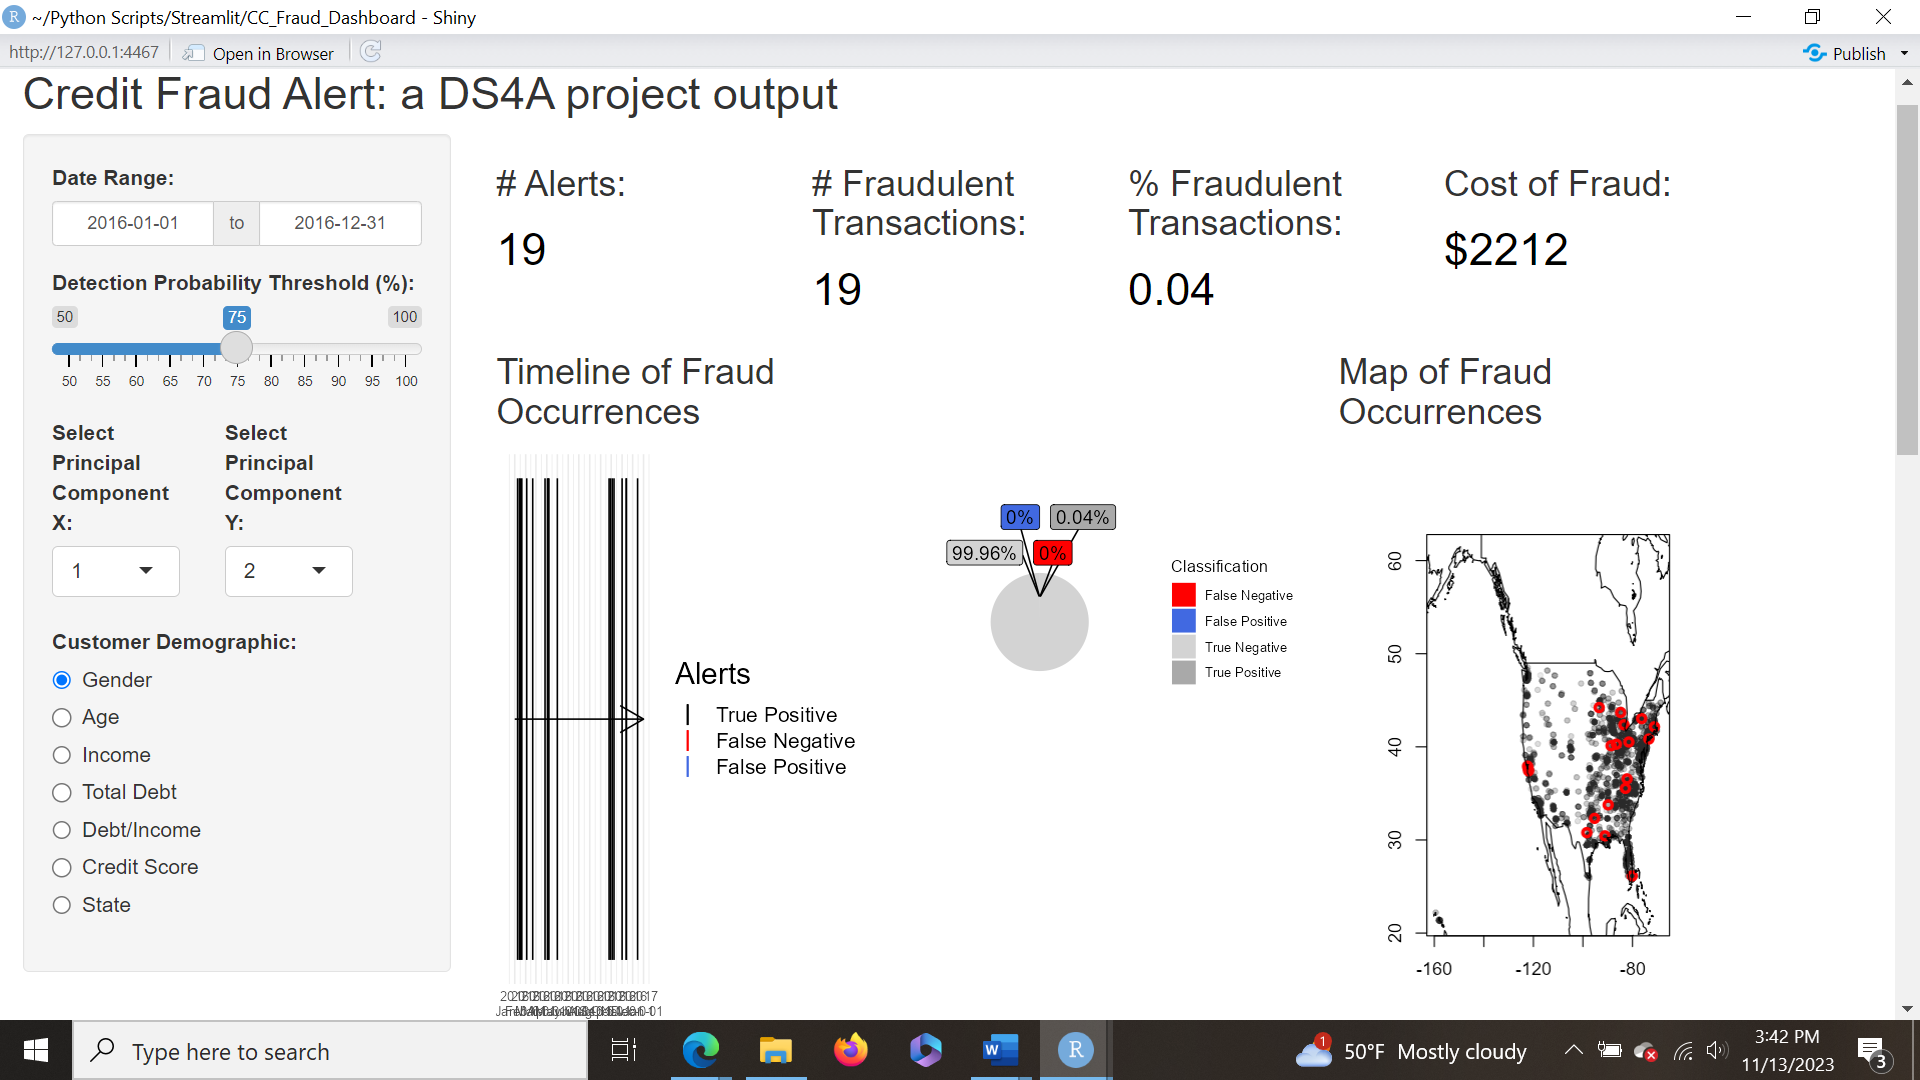 R ~/Python Scripts/Streamlit/CC_Fraud_Dashboard - Shiny
http://127.0.0.1:4467 Open in Browser Publish
Credit Fraud Alert: a DS4A project output
Date Range:
2016-01-01 to 2016-12-31
Detection Probability Threshold (%):
50 75 100
50 55 60 65 70 75 80 85 90 95 100
Select
Principal
Component
X:
1
Select
Principal
Component
Y:
2
Customer Demographic:
Gender
Age
Income
Total Debt
Debt/Income
Credit Score
State
# Alerts:
19
# Fraudulent
Transactions:
19
% Fraudulent
Transactions:
0.04
Cost of Fraud:
$2212
Timeline of Fraud
Occurrences
Alerts
True Positive
False Negative
False Positive
0% 0.04%
99.96% 0%
Classification
False Negative
False Positive
True Negative
True Positive
Map of Fraud
Occurrences
60
50
40
30
20
-160 -120 -80
Type here to search
W
R
1
50°F Mostly cloudy
3:42 PM
11/13/2023
3